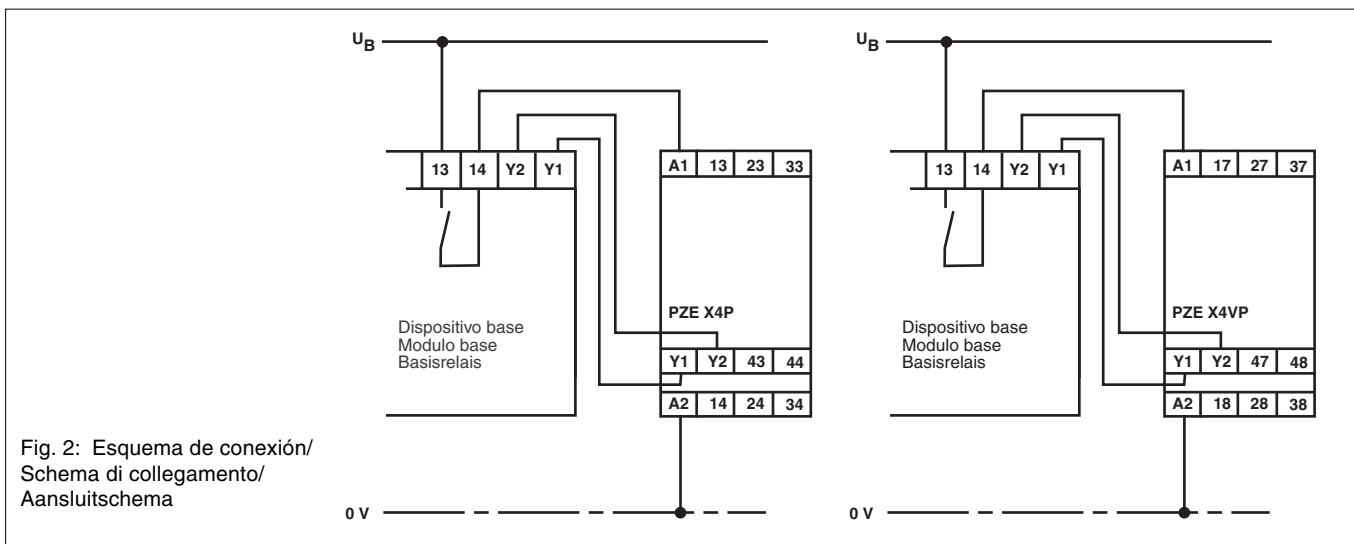 U_B
13 14 Y2 Y1
A1 13 23 33
Dispositivo base
Modulo base
Basisrelais
PZE X4P
Y1 Y2 43 44
A2 14 24 34
0 V
U_B
13 14 Y2 Y1
A1 17 27 37
Dispositivo base
Modulo base
Basisrelais
PZE X4VP
Y1 Y2 47 48
A2 18 28 38
0 V
Fig. 2: Esquema de conexión/
Schema di collegamento/
Aansluitschema